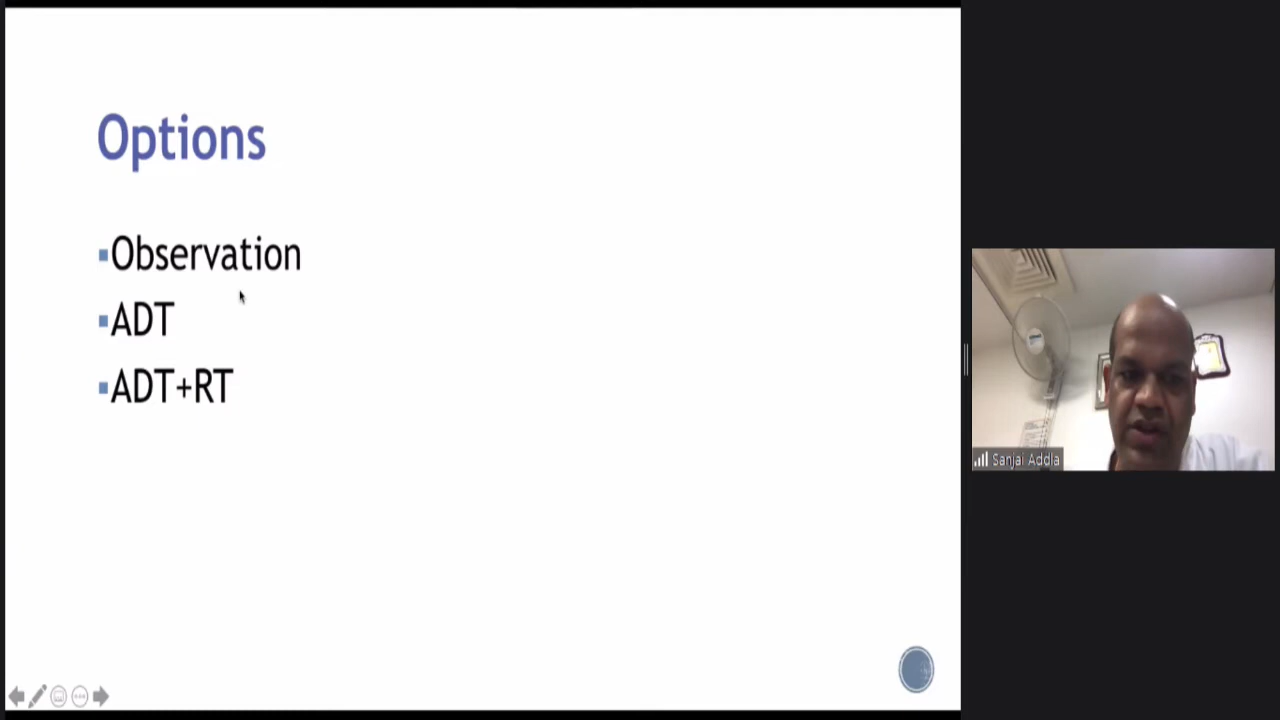 Options
▪Observation
▪ADT
▪ADT+RT
Sanjai Addla